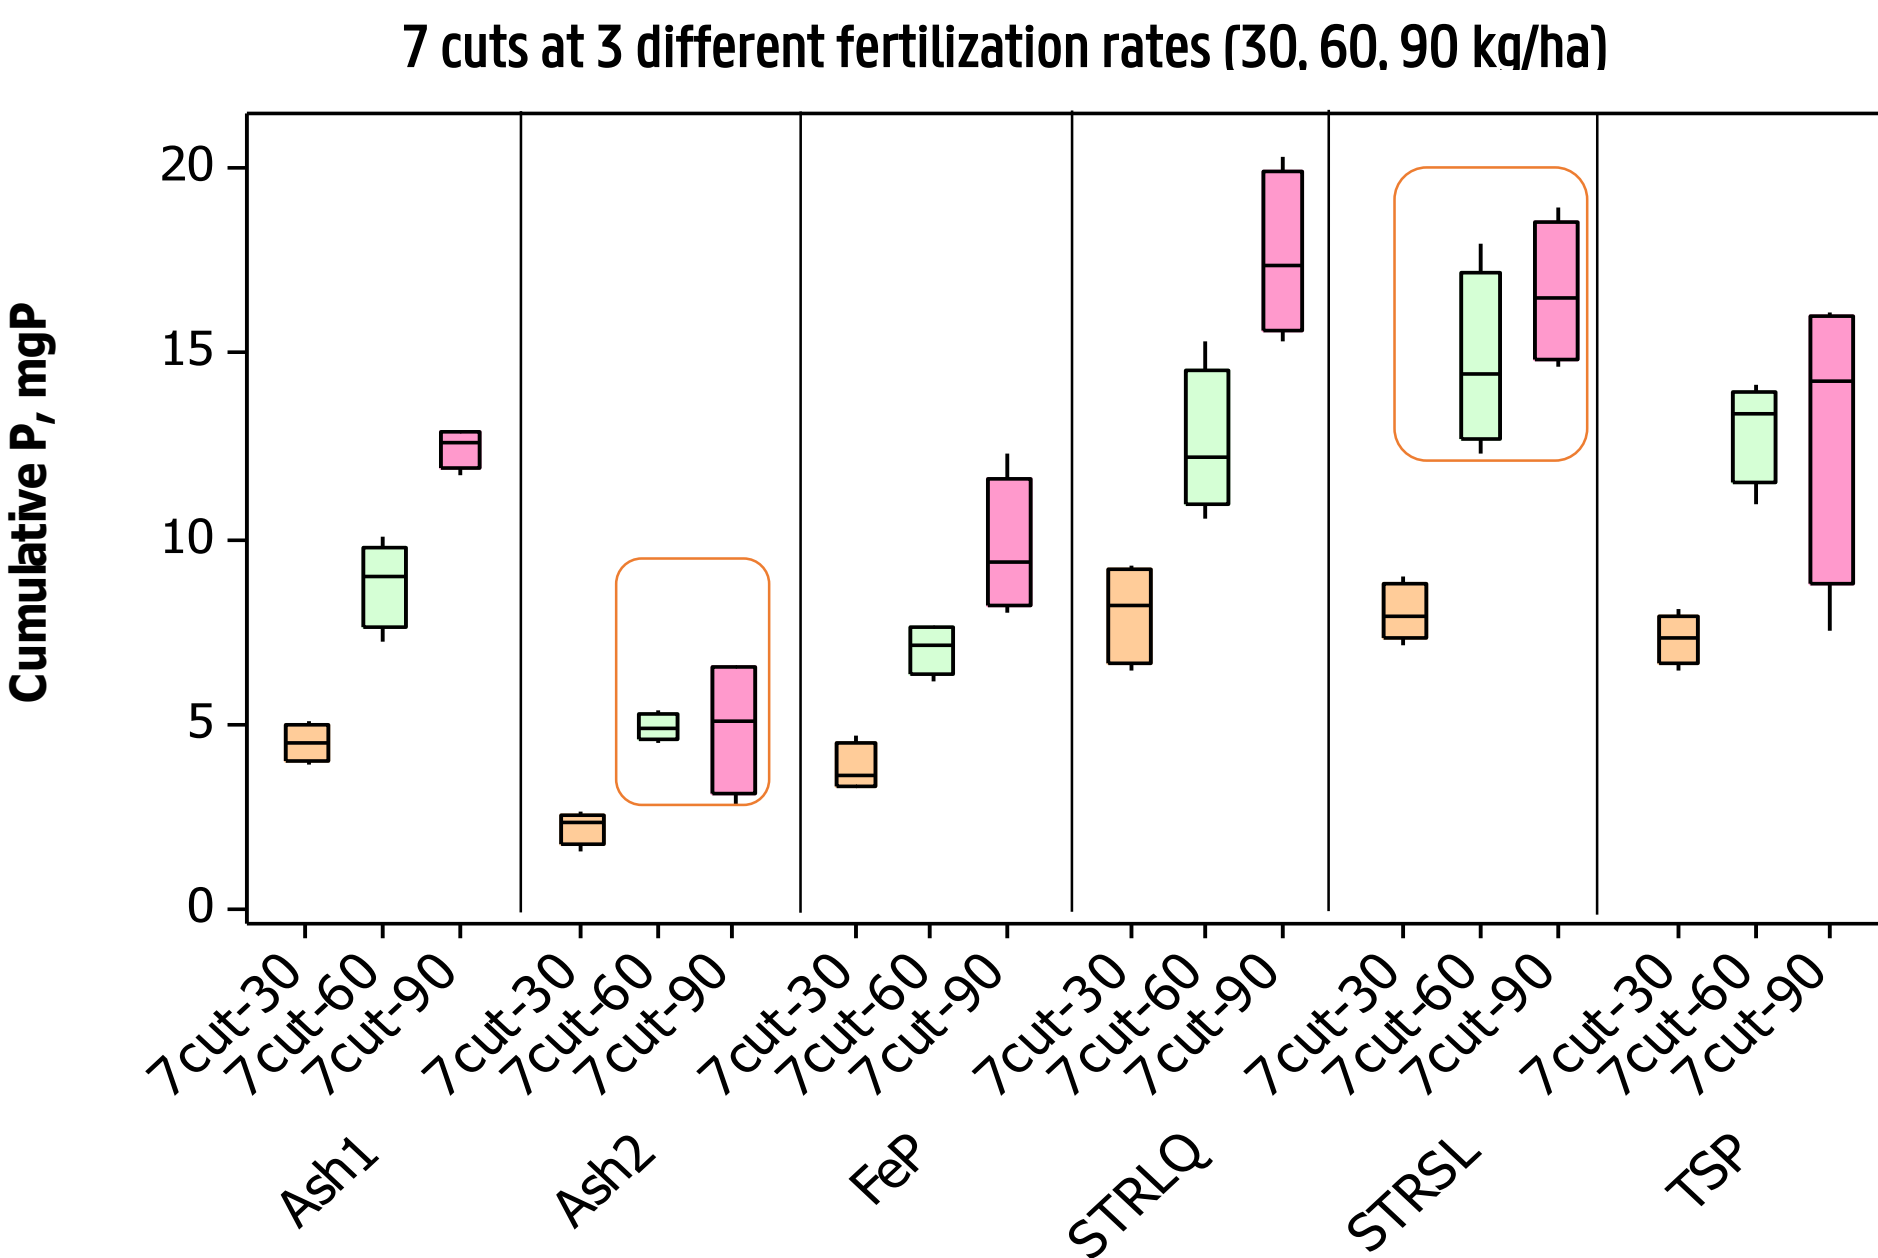 7 cuts at 3 different fertilization rates (30, 60, 90 kg/ha)
Cumulative P, mgP
20
15
10
5
0
7cut-30
7cut-60
7cut-90
7cut-30
7cut-60
7cut-90
7cut-30
7cut-60
7cut-90
7cut-30
7cut-60
7cut-90
7cut-30
7cut-60
7cut-90
7cut-30
7cut-60
7cut-90
Ash1
Ash2
FeP
STRLQ
STRSL
TSP